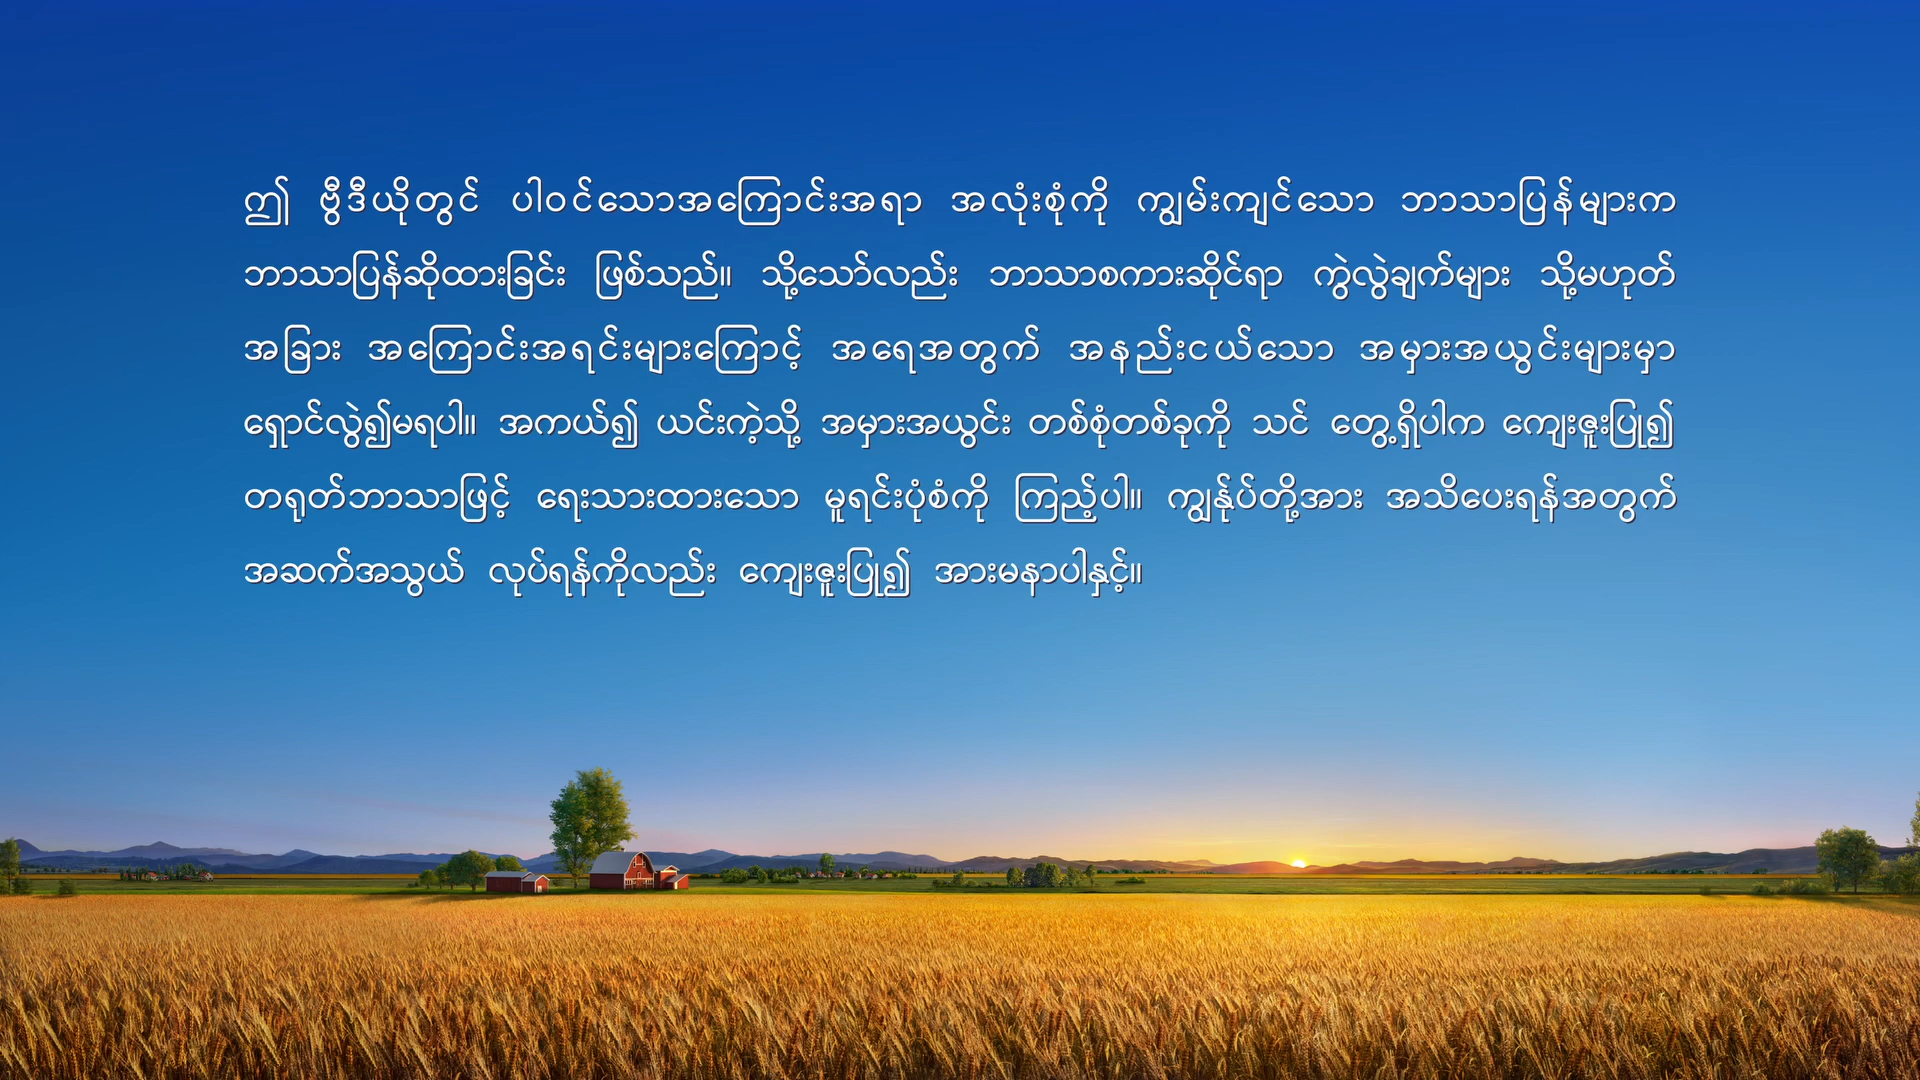 ဤ ဗွီဒီယိုတွင် ပါဝင်သောအကြောင်းအရာ အလုံးစုံကို ကျွမ်းကျင်သော ဘာသာပြန်များက
ဘာသာပြန်ဆိုထားခြင်း ဖြစ်သည်။ သို့သော်လည်း ဘာသာစကားဆိုင်ရာ ကွဲလွဲချက်များ သို့မဟုတ်
အခြား အကြောင်းအရင်းများကြောင့် အရေအတွက် အနည်းငယ်သော အမှားအယွင်းများမှာ
ရှောင်လွှဲ၍မရပါ။ အကယ်၍ ယင်းကဲ့သို့ အမှားအယွင်း တစ်စုံတစ်ခုကို သင် တွေ့ရှိပါက ကျေးဇူးပြု၍
တရုတ်ဘာသာဖြင့် ရေးသားထားသော မူရင်းပုံစံကို ကြည့်ပါ။ ကျွန်ုပ်တို့အား အသိပေးရန်အတွက်
အဆက်အသွယ် လုပ်ရန်ကိုလည်း ကျေးဇူးပြု၍ အားမနာပါနှင့်။